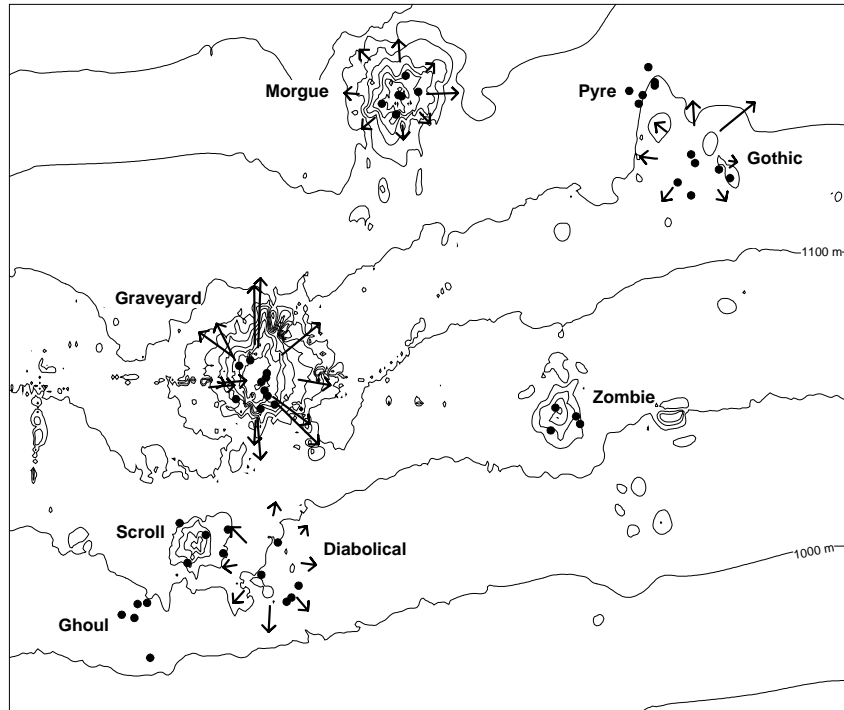 Morgue
Pyre
Gothic
1100 m
Graveyard
Zombie
Scroll
Diabolical
1000 m
Ghoul